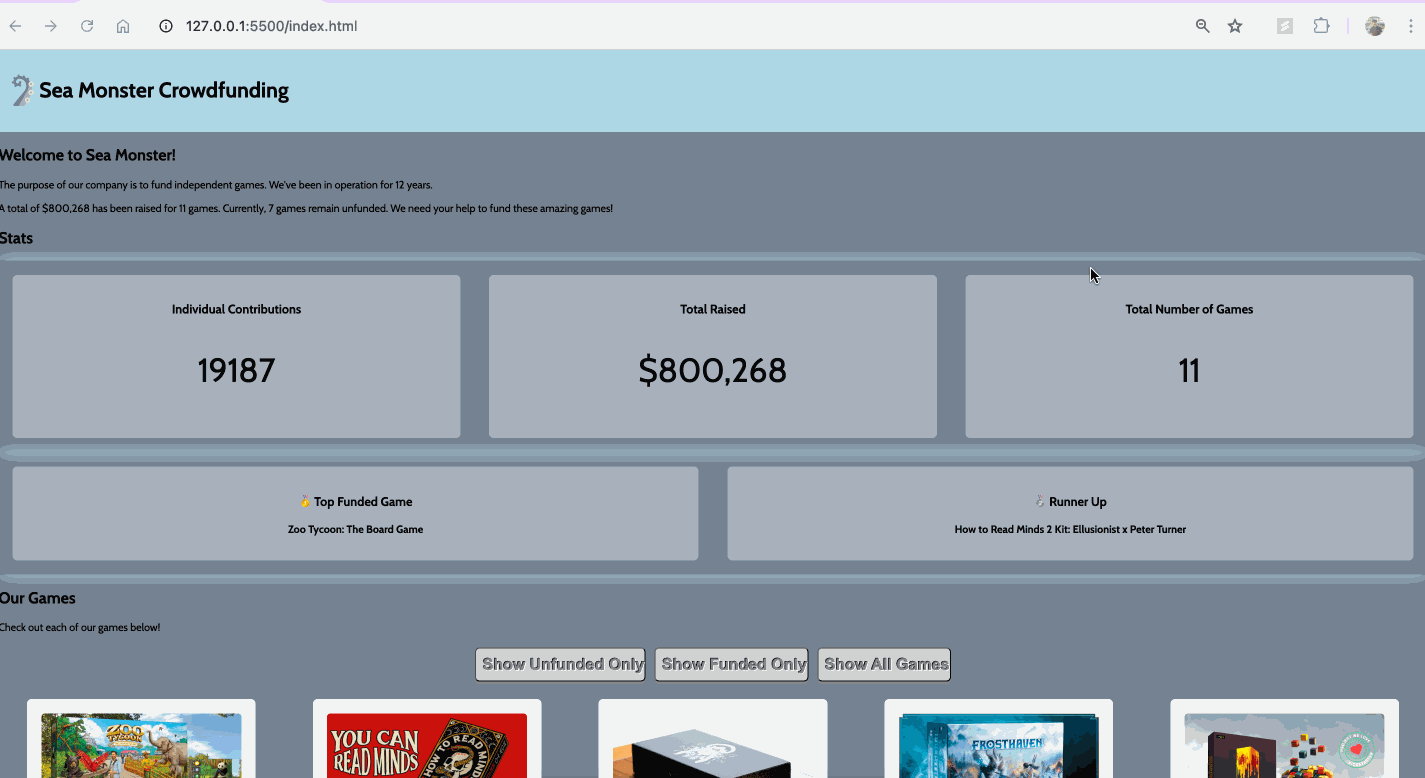 127.0.0.1:5500/index.html
Sea Monster Crowdfunding
Welcome to Sea Monster!
The purpose of our company is to fund independent games. We've been in operation for 12 years.
A total of $800,268 has been raised for 11 games. Currently, 7 games remain unfunded. We need your help to fund these amazing games!
Stats
Individual Contributions
Total Raised
Total Number of Games
19187
$800,268
11
🥇 Top Funded Game
🥈 Runner Up
Zoo Tycoon: The Board Game
How to Read Minds 2 Kit: Ellusionist x Peter Turner
Our Games
Check out each of our games below!
Show Unfunded Only
Show Funded Only
Show All Games
ZOO
TYCOON
YOU CAN
READ MINDS
HOW TO READ MINDS
FROSTHAVEN